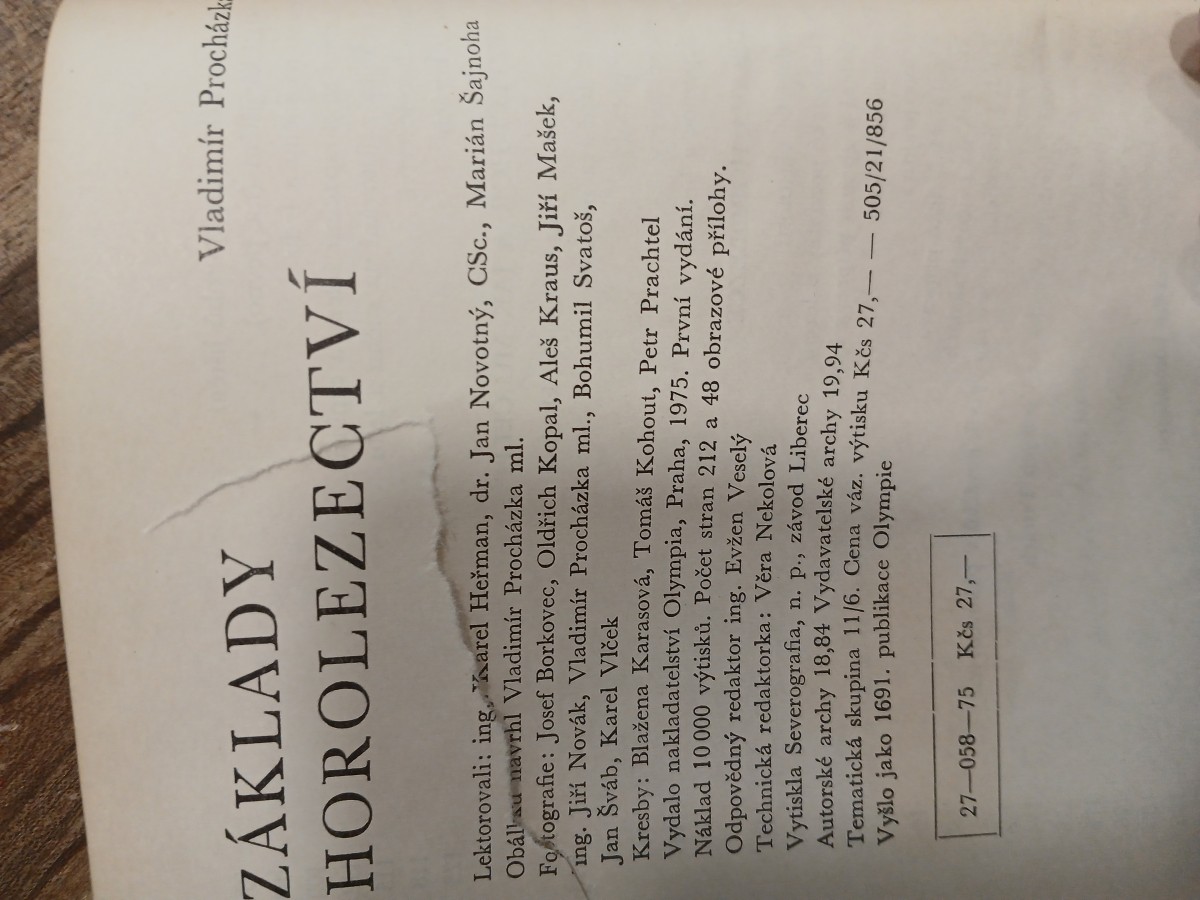 Vladimír Procházka
ZÁKLADY
HOROLEZECTVÍ
Lektorovali: ing. Karel Heřman, dr. Jan Novotný, CSc., Marián Šajnoha
Obálku navrhl Vladimír Procházka ml.
Fotografie: Josef Borkovec, Oldřich Kopal, Aleš Kraus, Jiří Mašek,
ing. Jiří Novák, Vladimír Procházka ml., Bohumil Svatoš,
Jan Šváb, Karel Vlček
Kresby: Blažena Karasová, Tomáš Kohout, Petr Prachtel
Vydalo nakladatelství Olympia, Praha, 1975. První vydání.
Náklad 10 000 výtisků. Počet stran 212 a 48 obrazové přílohy.
Odpovědný redaktor ing. Evžen Veselý
Technická redaktorka: Věra Nekolová
Vytiskla Severografia, n. p., závod Liberec
Autorské archy 18,84 Vydavatelské archy 19,94
Tematická skupina 11/6. Cena váz. výtisku Kčs 27,— — 505/21/856
Vyšlo jako 1691. publikace Olympie
27—058—75 Kčs 27,—